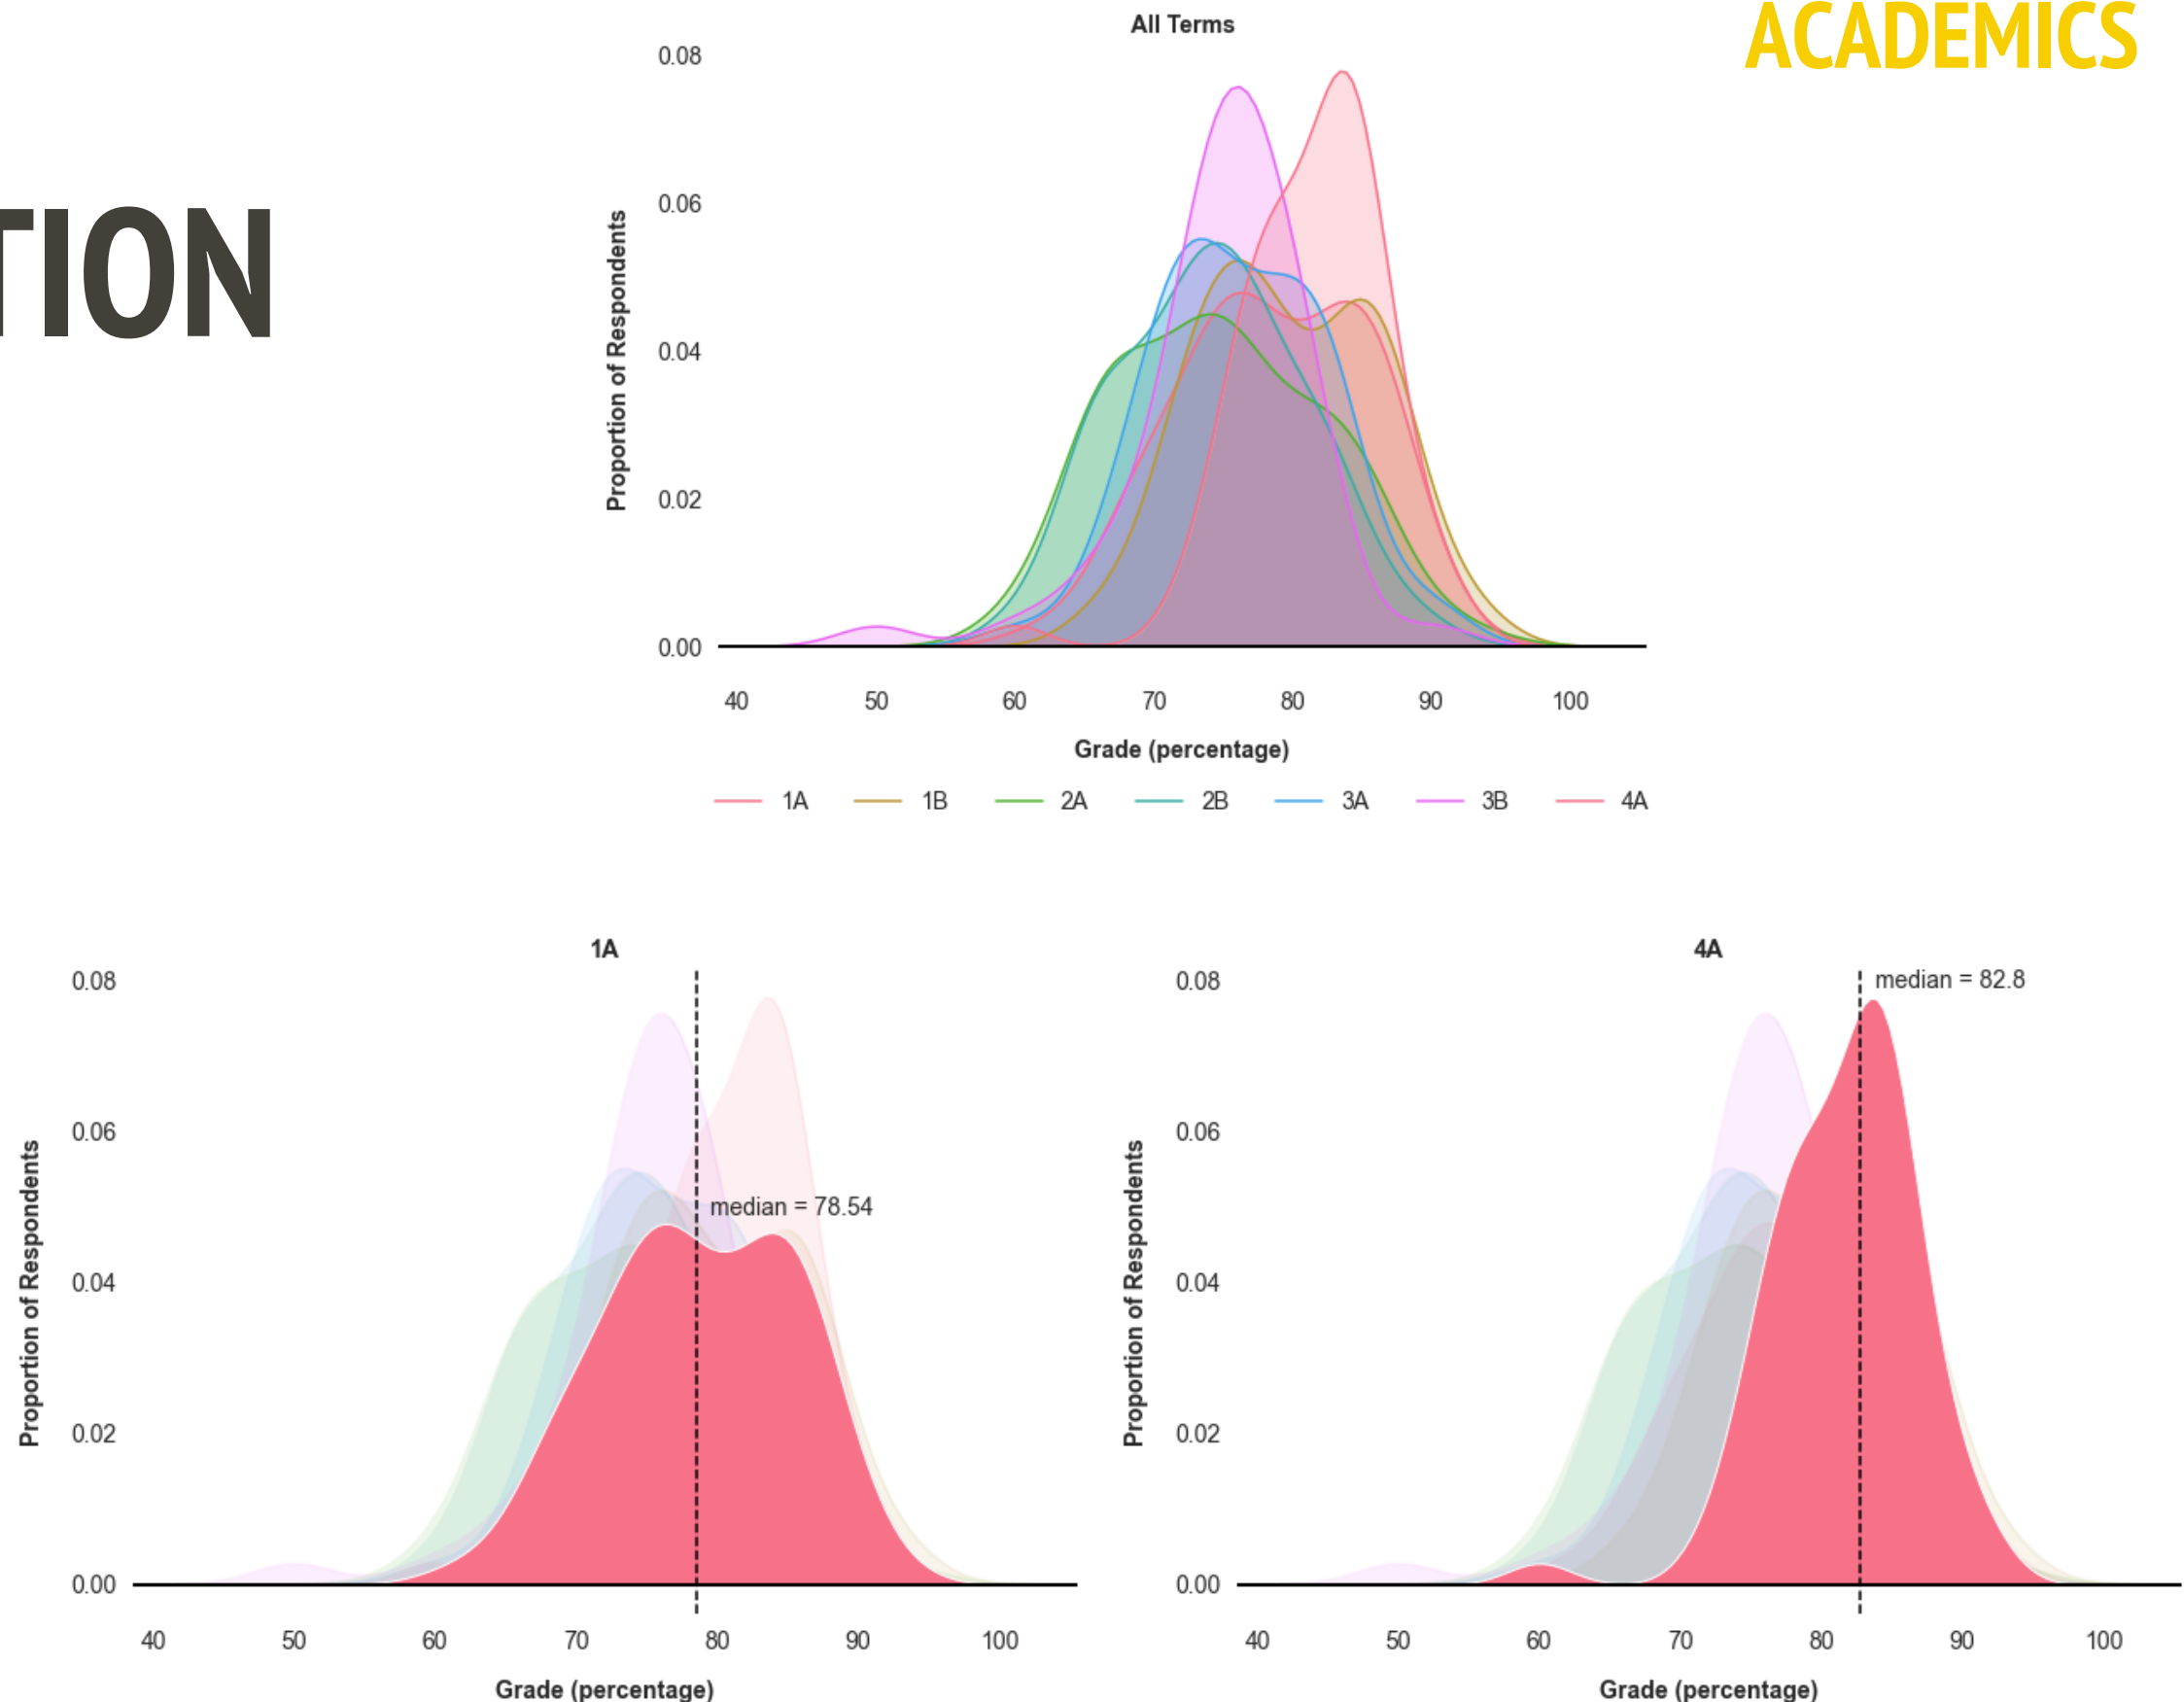 ACADEMICS
TION
All Terms
0.08
0.06
0.04
0.02
0.00
Proportion of Respondents
40 50 60 70 80 90 100
Grade (percentage)
1A 1B 2A 2B 3A 3B 4A
1A
0.08
0.06
0.04
0.02
0.00
Proportion of Respondents
median = 78.54
40 50 60 70 80 90 100
Grade (percentage)
4A
0.08
0.06
0.04
0.02
0.00
Proportion of Respondents
median = 82.8
40 50 60 70 80 90 100
Grade (percentage)